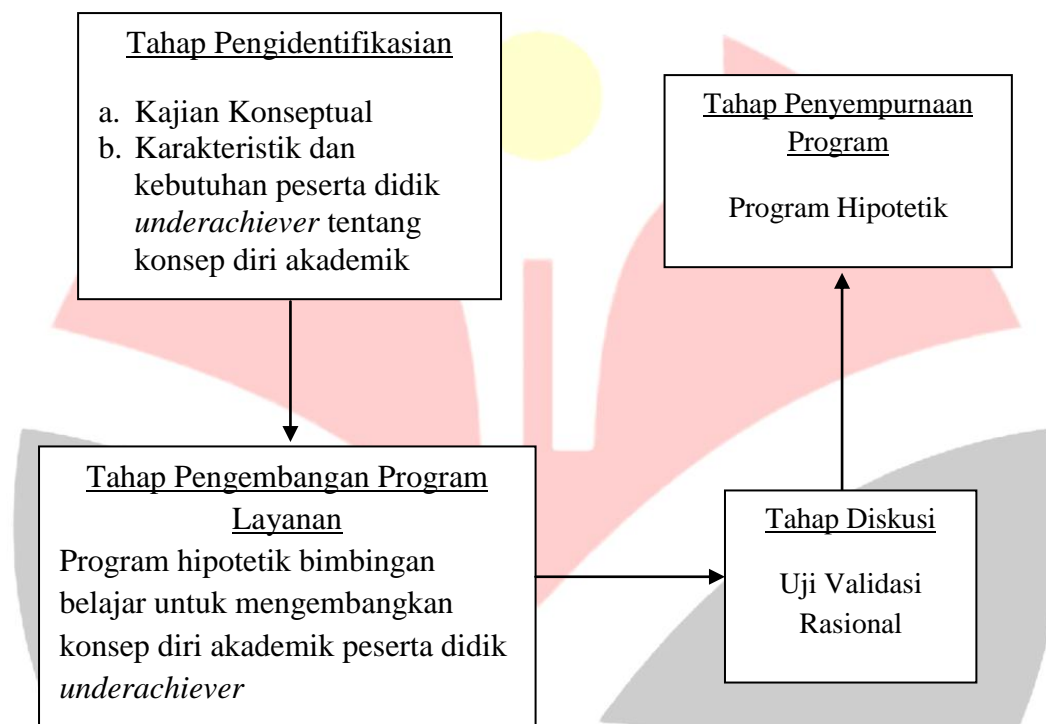 Tahap Pengidentifikasian
a. Kajian Konseptual
b. Karakteristik dan
kebutuhan peserta didik
underachiever tentang
konsep diri akademik
Tahap Pengembangan Program
Layanan
Program hipotetik bimbingan
belajar untuk mengembangkan
konsep diri akademik peserta didik
underachiever
Tahap Diskusi
Uji Validasi
Rasional
Tahap Penyempurnaan
Program
Program Hipotetik